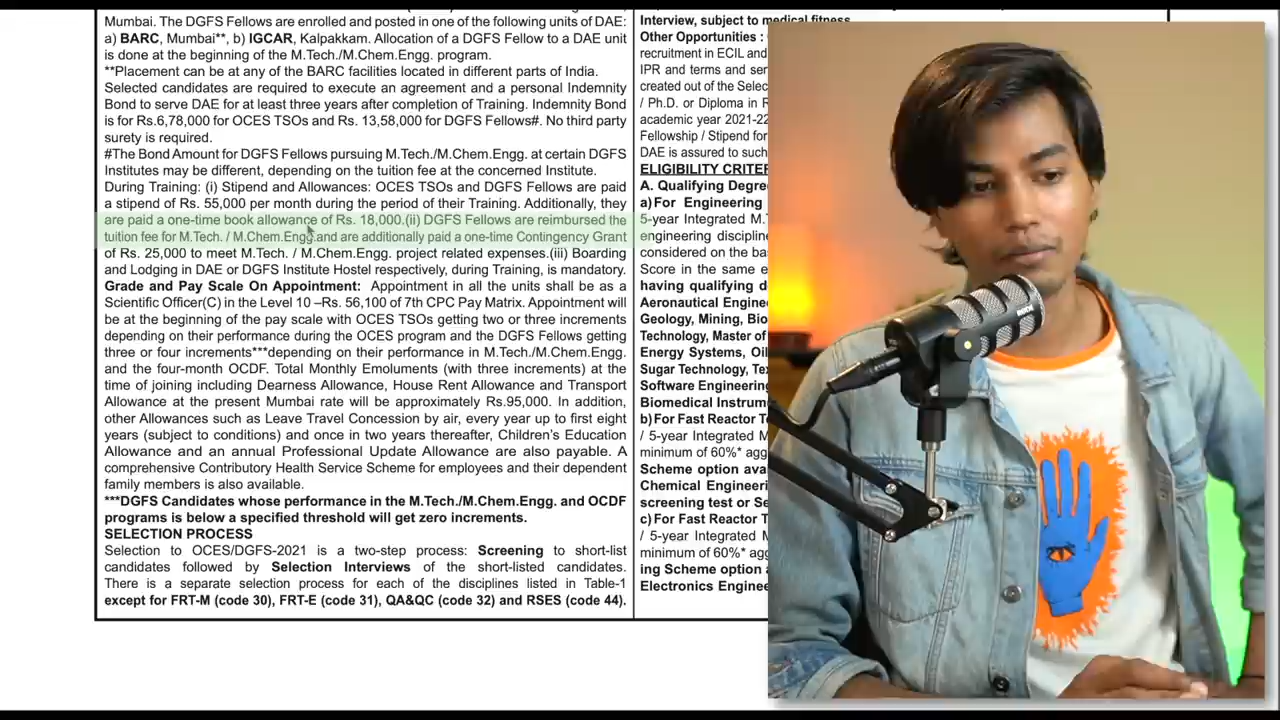 Mumbai. The DGFS Fellows are enrolled and posted in one of the following units of DAE:
a) BARC, Mumbai**, b) IGCAR, Kalpakkam. Allocation of a DGFS Fellow to a DAE unit
is done at the beginning of the M.Tech./M.Chem.Engg. program.
**Placement can be at any of the BARC facilities located in different parts of India.
Selected candidates are required to execute an agreement and a personal Indemnity
Bond to serve DAE for at least three years after completion of Training. Indemnity Bond
is for Rs.6,78,000 for OCES TSOs and Rs. 13,58,000 for DGFS Fellows#. No third party
surety is required.
#The Bond Amount for DGFS Fellows pursuing M.Tech./M.Chem.Engg. at certain DGFS
Institutes may be different, depending on the tuition fee at the concerned Institute.
During Training: (i) Stipend and Allowances: OCES TSOs and DGFS Fellows are paid
a stipend of Rs. 55,000 per month during the period of their Training. Additionally, they
are paid a one-time book allowance of Rs. 18,000.(ii) DGFS Fellows are reimbursed the
tuition fee for M.Tech. / M.Chem.Engg.and are additionally paid a one-time Contingency Grant
of Rs. 25,000 to meet M.Tech. / M.Chem.Engg. project related expenses.(iii) Boarding
and Lodging in DAE or DGFS Institute Hostel respectively, during Training, is mandatory.
Grade and Pay Scale On Appointment: Appointment in all the units shall be as a
Scientific Officer(C) in the Level 10 –Rs. 56,100 of 7th CPC Pay Matrix. Appointment will
be at the beginning of the pay scale with OCES TSOs getting two or three increments
depending on their performance during the OCES program and the DGFS Fellows getting
three or four increments***depending on their performance in M.Tech./M.Chem.Engg.
and the four-month OCDF. Total Monthly Emoluments (with three increments) at the
time of joining including Dearness Allowance, House Rent Allowance and Transport
Allowance at the present Mumbai rate will be approximately Rs.95,000. In addition,
other Allowances such as Leave Travel Concession by air, every year up to first eight
years (subject to conditions) and once in two years thereafter, Children's Education
Allowance and an annual Professional Update Allowance are also payable. A
comprehensive Contributory Health Service Scheme for employees and their dependent
family members is also available.
***DGFS Candidates whose performance in the M.Tech./M.Chem.Engg. and OCDF
programs is below a specified threshold will get zero increments.
SELECTION PROCESS
Selection to OCES/DGFS-2021 is a two-step process: Screening to short-list
candidates followed by Selection Interviews of the short-listed candidates.
There is a separate selection process for each of the disciplines listed in Table-1
except for FRT-M (code 30), FRT-E (code 31), QA&QC (code 32) and RSES (code 44).
Interview, subject to medical fitness.
Other Opportunities :
recruitment in ECIL and
IPR and terms and ser
created out of the Selec
/ Ph.D. or Diploma in R
academic year 2021-22
Fellowship / Stipend for
DAE is assured to such
ELIGIBILITY CRITER
A. Qualifying Degre
a)For Engineering
5-year Integrated M.T
engineering disciplin
considered on the ba
Score in the same e
having qualifying d
Aeronautical Engine
Geology, Mining, Bio
Technology, Master of
Energy Systems, Oil
Sugar Technology, Tex
Software Engineering
Biomedical Instrum
b)For Fast Reactor Te
/ 5-year Integrated M
minimum of 60%* agg
Scheme option avai
Chemical Engineeri
screening test or Se
c)For Fast Reactor T
/ 5-year Integrated M
minimum of 60%* agg
ing Scheme option a
Electronics Enginee